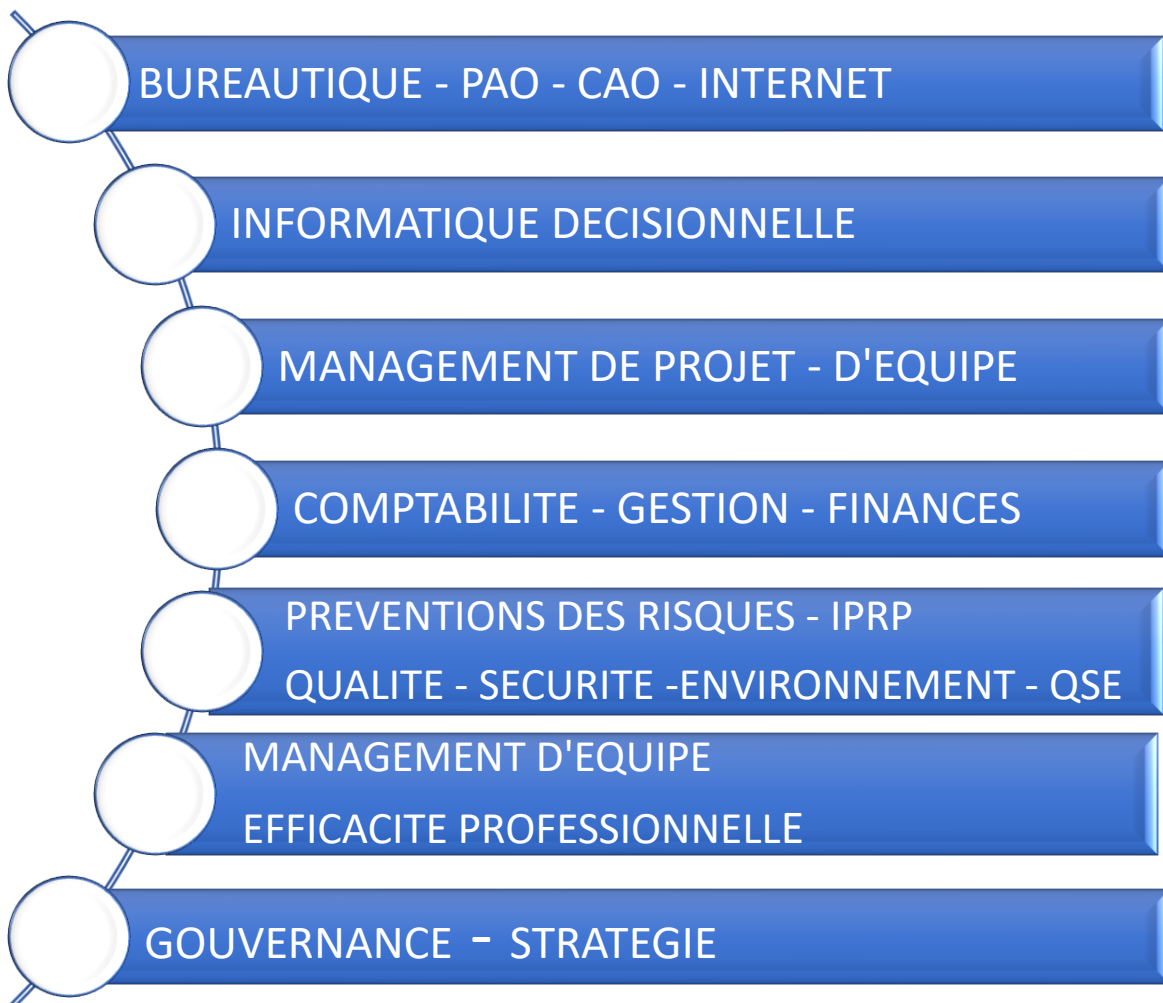 BUREAUTIQUE - PAO - CAO - INTERNET
INFORMATIQUE DECISIONNELLE
MANAGEMENT DE PROJET - D'EQUIPE
COMPTABILITE - GESTION - FINANCES
PREVENTIONS DES RISQUES - IPRP
QUALITE - SECURITE -ENVIRONNEMENT - QSE
MANAGEMENT D'EQUIPE
EFFICACITE PROFESSIONNELLE
GOUVERNANCE - STRATEGIE